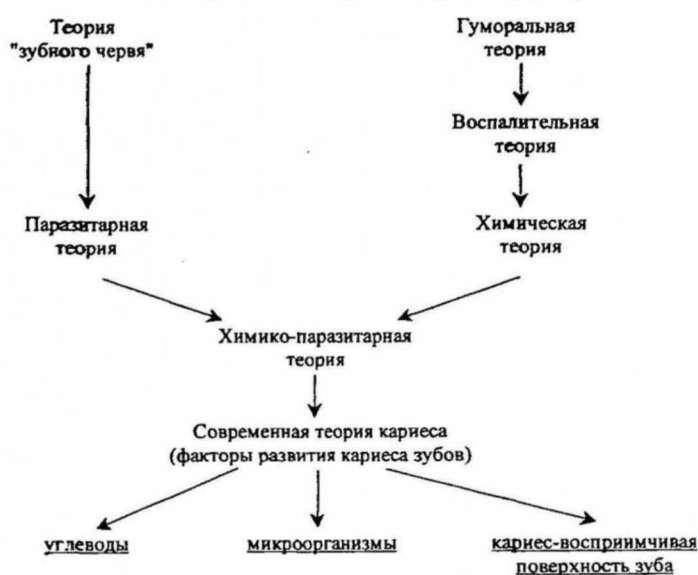 Теория
"зубного червя"
Гуморальная
теория
Воспалительная
теория
Паразитарная
теория
Химическая
теория
Химико-паразитарная
теория
Современная теория кариеса
(факторы развития кариеса зубов)
углеводы
микроорганизмы
кариес-восприимчивая
поверхность зуба